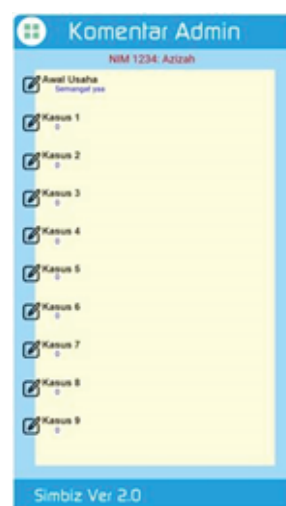 Komentar Admin
NIM 1234: Azizah
Awal Usaha
Semangat yaa
Kasus 1
0
Kasus 2
0
Kasus 3
0
Kasus 4
0
Kasus 5
0
Kasus 6
0
Kasus 7
0
Kasus 8
0
Kasus 9
0
Simbiz Ver 2.0